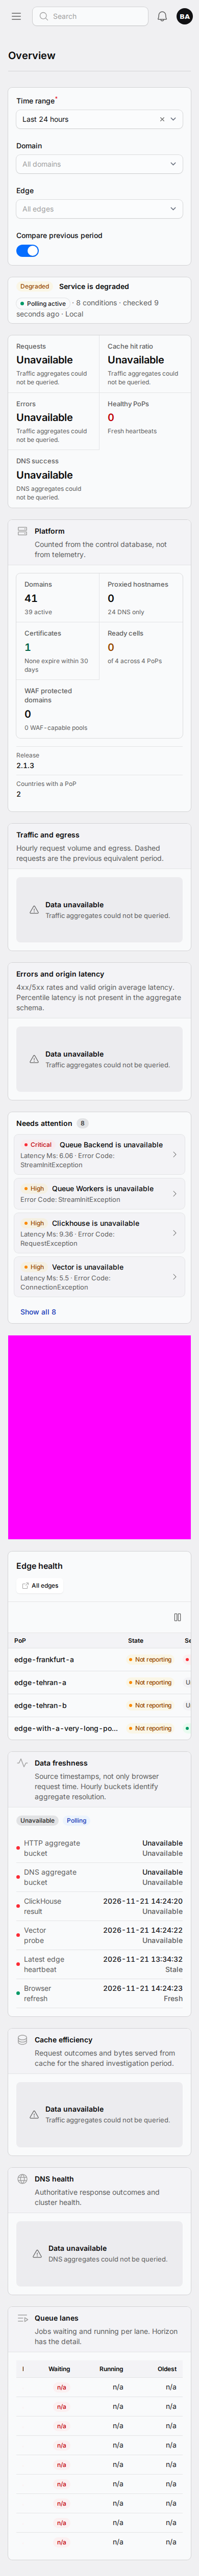 Search
BA
Overview
Time range*
Last 24 hours
Domain
All domains
Edge
All edges
Compare previous period
Degraded Service is degraded
Polling active · 8 conditions · checked 9
seconds ago · Local
Requests
Unavailable
Traffic aggregates could
not be queried.
Cache hit ratio
Unavailable
Traffic aggregates could
not be queried.
Errors
Unavailable
Traffic aggregates could
not be queried.
Healthy PoPs
0
Fresh heartbeats
DNS success
Unavailable
DNS aggregates could
not be queried.
Platform
Counted from the control database, not
from telemetry.
Domains
41
39 active
Proxied hostnames
0
24 DNS only
Certificates
1
None expire within 30
days
Ready cells
0
of 4 across 4 PoPs
WAF protected
domains
0
0 WAF-capable pools
Release
2.1.3
Countries with a PoP
2
Traffic and egress
Hourly request volume and egress. Dashed
requests are the previous equivalent period.
Data unavailable
Traffic aggregates could not be queried.
Errors and origin latency
4xx/5xx rates and valid origin average latency.
Percentile latency is not present in the aggregate
schema.
Data unavailable
Traffic aggregates could not be queried.
Needs attention 8
Critical Queue Backend is unavailable
Latency Ms: 6.06 · Error Code:
StreamInitException
High Queue Workers is unavailable
Error Code: StreamInitException
High Clickhouse is unavailable
Latency Ms: 9.36 · Error Code:
RequestException
High Vector is unavailable
Latency Ms: 5.5 · Error Code:
ConnectionException
Show all 8
Edge health
All edges
PoP State Se
edge-frankfurt-a Not reporting
edge-tehran-a Not reporting U
edge-tehran-b Not reporting U
edge-with-a-very-long-po... Not reporting
Data freshness
Source timestamps, not only browser
request time. Hourly buckets identify
aggregate resolution.
Unavailable Polling
HTTP aggregate
bucket
Unavailable
Unavailable
DNS aggregate
bucket
Unavailable
Unavailable
ClickHouse
result
2026-11-21 14:24:20
Unavailable
Vector
probe
2026-11-21 14:24:22
Unavailable
Latest edge
heartbeat
2026-11-21 13:34:32
Stale
Browser
refresh
2026-11-21 14:24:23
Fresh
Cache efficiency
Request outcomes and bytes served from
cache for the shared investigation period.
Data unavailable
Traffic aggregates could not be queried.
DNS health
Authoritative response outcomes and
cluster health.
Data unavailable
DNS aggregates could not be queried.
Queue lanes
Jobs waiting and running per lane. Horizon
has the detail.
Waiting Running Oldest
n/a n/a n/a
n/a n/a n/a
n/a n/a n/a
n/a n/a n/a
n/a n/a n/a
n/a n/a n/a
n/a n/a n/a
n/a n/a n/a
n/a n/a n/a